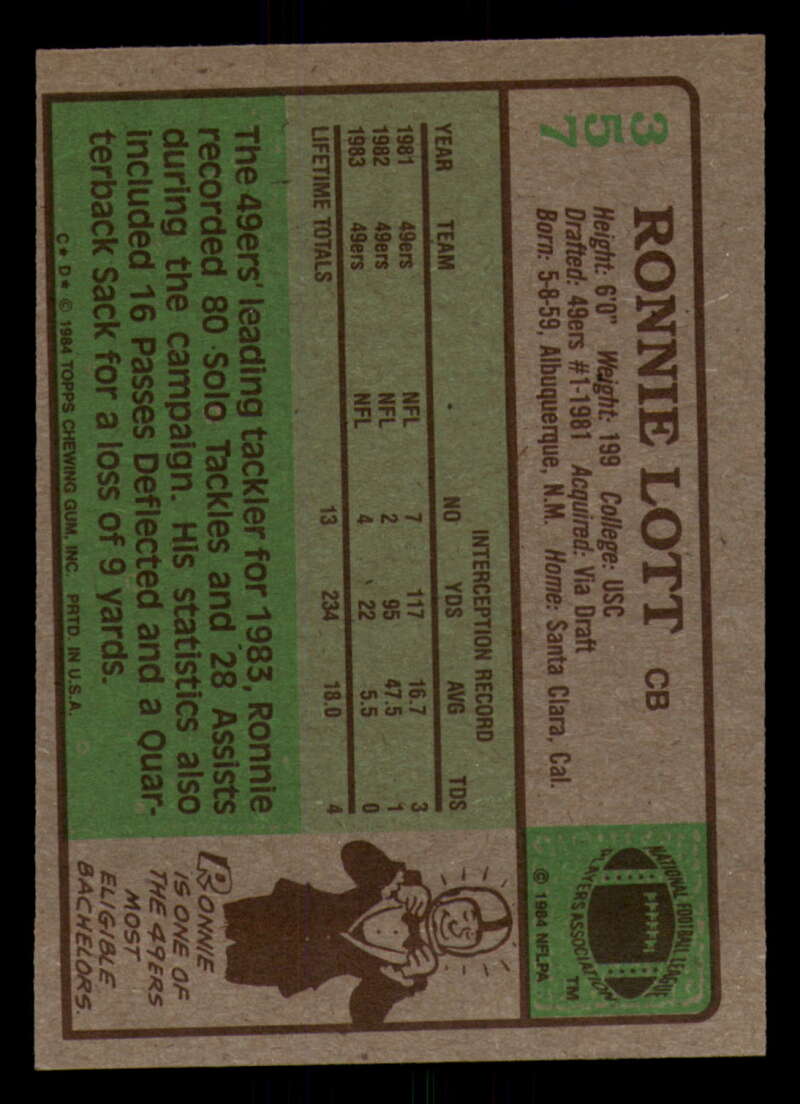 357
RONNIE LOTT CB
Height: 6'0" Weight: 199 College: USC
Drafted: 49ers #1-1981 Acquired: Via Draft
Born: 5-8-59, Albuquerque, N.M. Home: Santa Clara, Cal.
NATIONAL FOOTBALL LEAGUE
PLAYERS ASSOCIATION
TM
© 1984 NFLPA
INTERCEPTION RECORD
YEAR TEAM NO YDS AVG TDS
1981 49ers NFL 7 117 16.7 3
1982 49ers NFL 2 95 47.5 1
1983 49ers NFL 4 22 5.5 0
LIFETIME TOTALS 13 234 18.0 4
The 49ers' leading tackler for 1983, Ronnie
recorded 80 Solo Tackles and 28 Assists
during the campaign. His statistics also
included 16 Passes Deflected and a Quar-
terback Sack for a loss of 9 yards.
C★ D★ © 1984 TOPPS CHEWING GUM, INC. PRTD. IN U.S.A.
RONNIE
IS ONE OF
THE 49ERS
MOST
ELIGIBLE
BACHELORS.